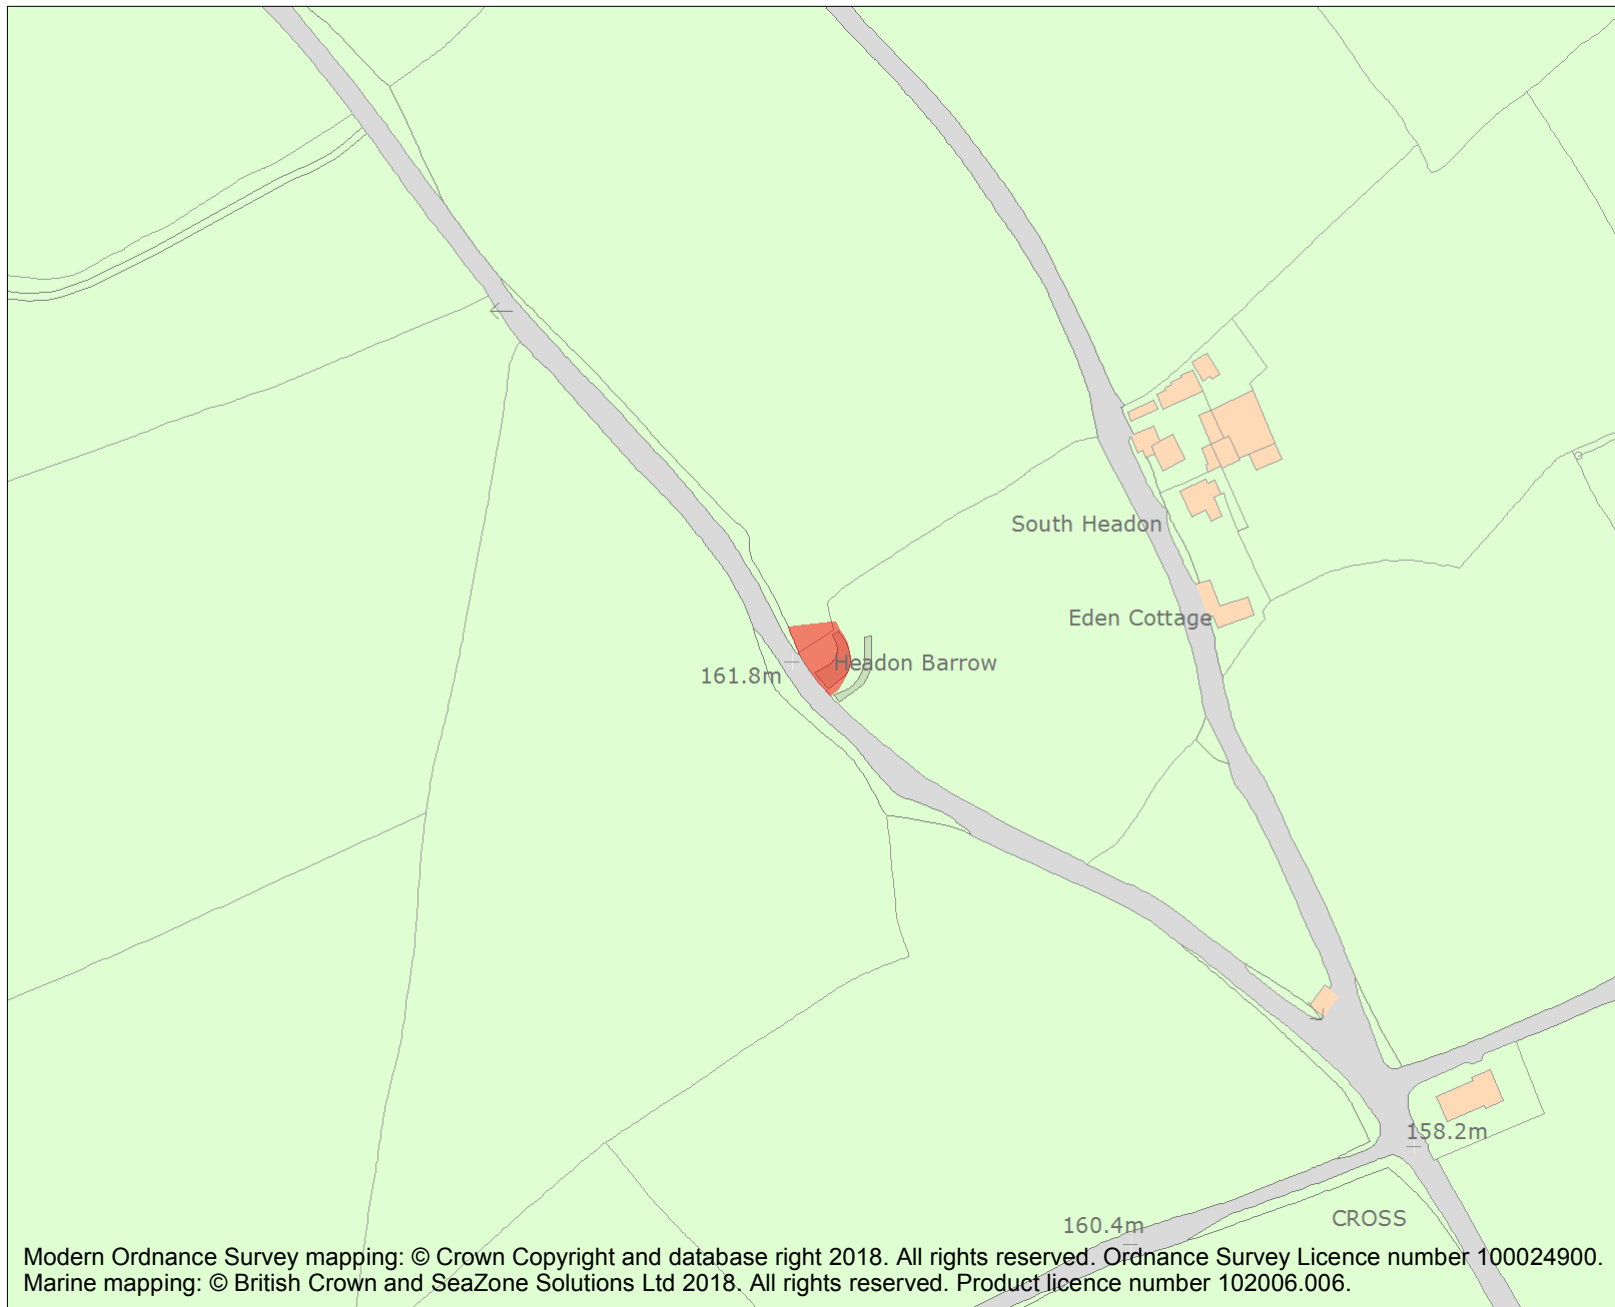 South Headon
Eden Cottage
Headon Barrow
161.8m
158.2m
CROSS
160.4m
Modern Ordnance Survey mapping: © Crown Copyright and database right 2018. All rights reserved. Ordnance Survey Licence number 100024900.
Marine mapping: © British Crown and SeaZone Solutions Ltd 2018. All rights reserved. Product licence number 102006.006.